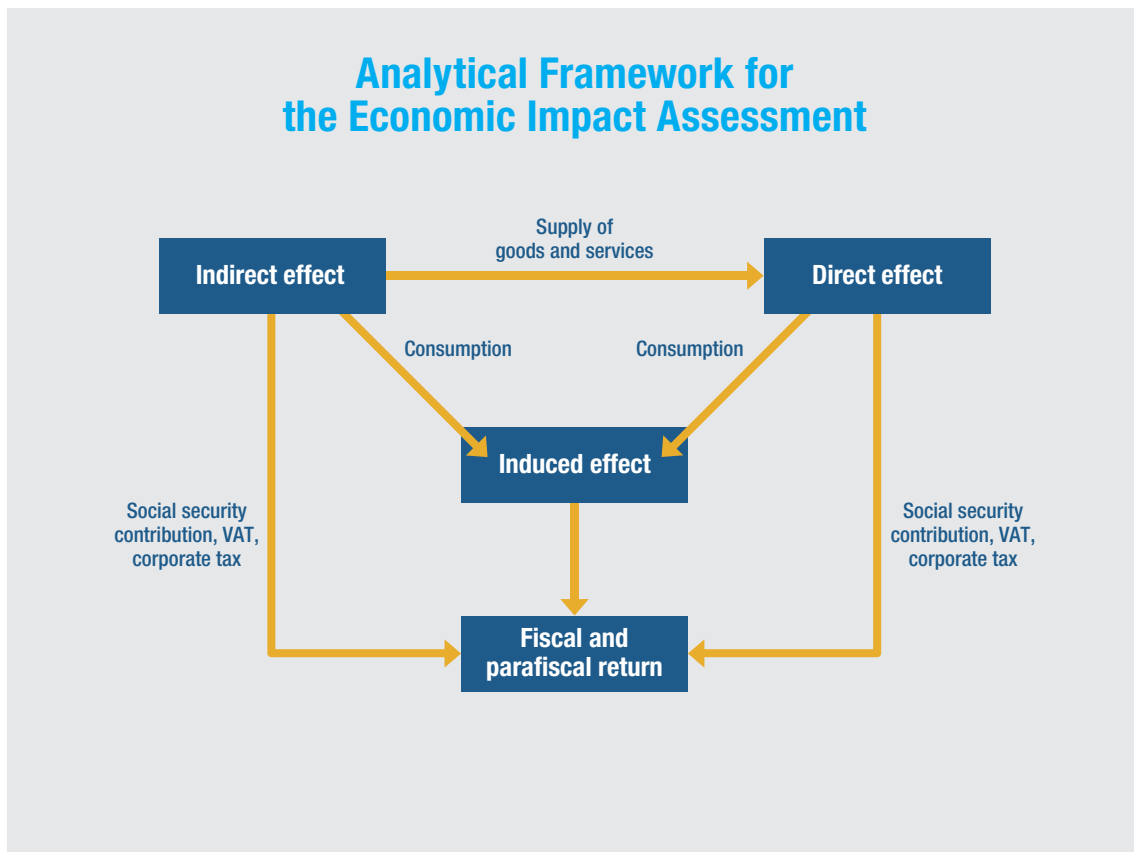 Analytical Framework for
the Economic Impact Assessment
Supply of
goods and services
Indirect effect
Direct effect
Consumption
Consumption
Induced effect
Social security
contribution, VAT,
corporate tax
Social security
contribution, VAT,
corporate tax
Fiscal and
parafiscal return